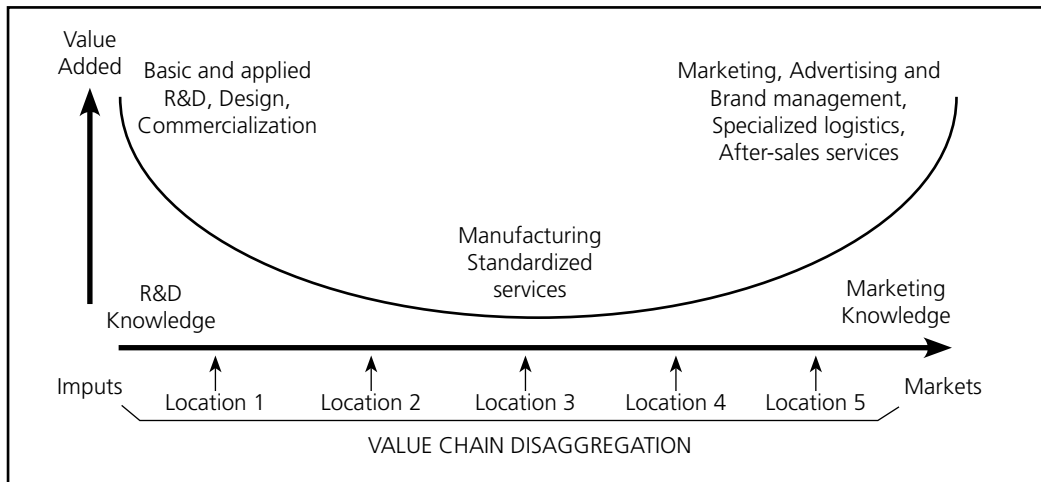 Value
Added
Basic and applied
R&D, Design,
Commercialization
Marketing, Advertising and
Brand management,
Specialized logistics,
After-sales services
Manufacturing
Standardized
services
R&D
Knowledge
Marketing
Knowledge
Imputs
Location 1
Location 2
Location 3
Location 4
Location 5
Markets
VALUE CHAIN DISAGGREGATION